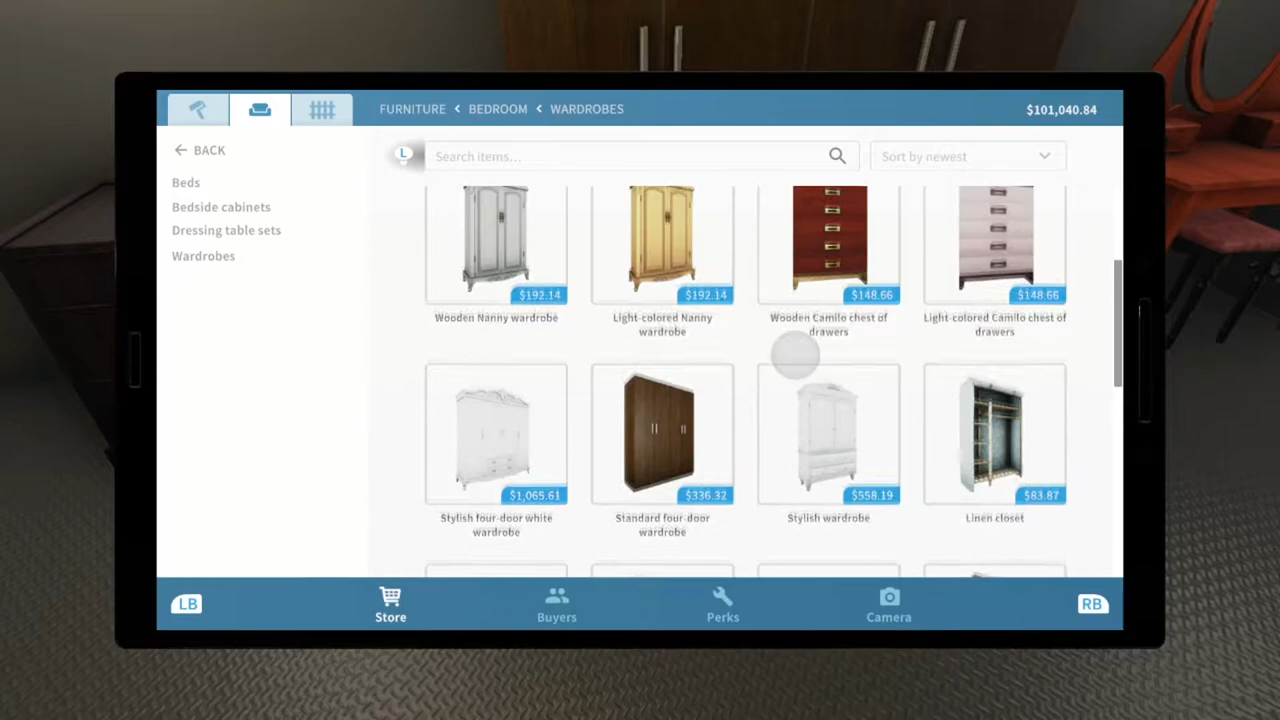 FURNITURE < BEDROOM < WARDROBES
$101,040.84
BACK
L
Search items...
Sort by newest
Beds
Bedside cabinets
Dressing table sets
Wardrobes
$192.14
$192.14
$148.66
$148.66
Wooden Nanny wardrobe
Light-colored Nanny
wardrobe
Wooden Camilo chest of
drawers
Light-colored Camilo chest of
drawers
$1,065.61
$336.32
$558.19
$83.87
Stylish four-door white
wardrobe
Standard four-door
wardrobe
Stylish wardrobe
Linen closet
LB
Store
Buyers
Perks
Camera
RB